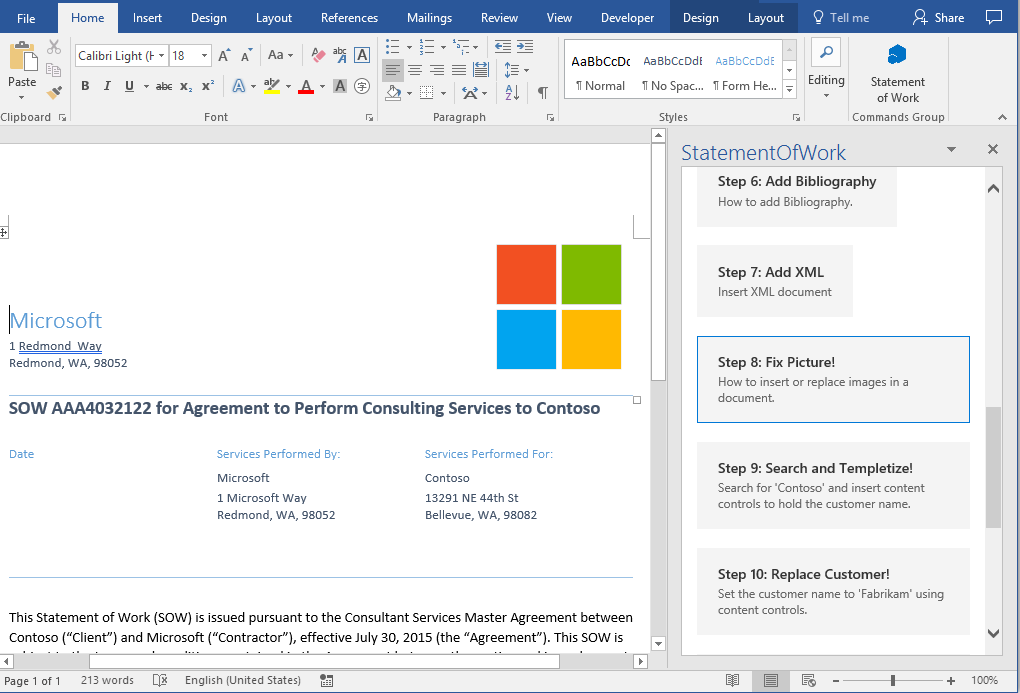 File Home Insert Design Layout References Mailings Review View Developer Design Layout Tell me Share
Calibri Light (H 18 Aa
Paste
B I U abc x₂ x²
AaBbCcDc AaBbCcDdE AaBbCcDdE
¶ Normal ¶ No Spac... ¶ Form He...
Editing
Statement
of Work
Clipboard Font Paragraph Styles Commands Group
Microsoft
1 Redmond Way
Redmond, WA, 98052
SOW AAA4032122 for Agreement to Perform Consulting Services to Contoso
Date Services Performed By: Services Performed For:
Microsoft Contoso
1 Microsoft Way 13291 NE 44th St
Redmond, WA, 98052 Bellevue, WA, 98082
This Statement of Work (SOW) is issued pursuant to the Consultant Services Master Agreement between
Contoso (“Client”) and Microsoft (“Contractor”), effective July 30, 2015 (the “Agreement”). This SOW is
StatementOfWork
Step 6: Add Bibliography
How to add Bibliography.
Step 7: Add XML
Insert XML document
Step 8: Fix Picture!
How to insert or replace images in a
document.
Step 9: Search and Templetize!
Search for 'Contoso' and insert content
controls to hold the customer name.
Step 10: Replace Customer!
Set the customer name to 'Fabrikam' using
content controls.
Page 1 of 1 213 words English (United States) 100%